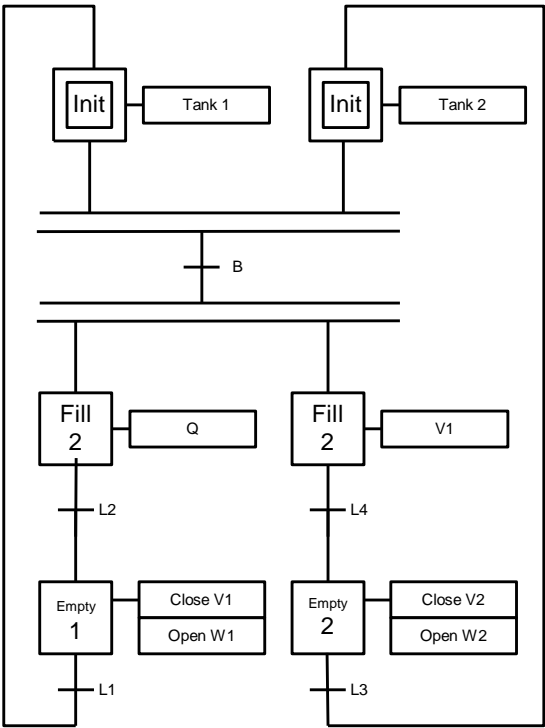 Init
Tank 1
Init
Tank 2
B
Fill
2
Q
Fill
2
V1
L2
L4
Empty
1
Close V1
Open W1
Empty
2
Close V2
Open W2
L1
L3